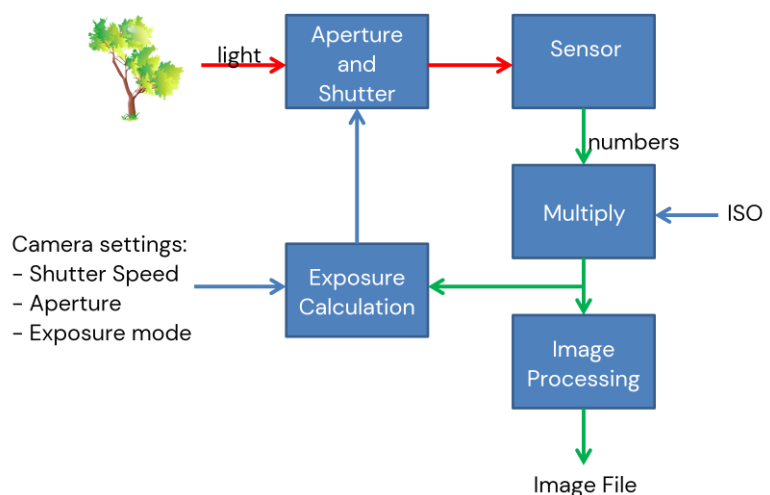 light
Aperture
and
Shutter
Sensor
numbers
Multiply
ISO
Camera settings:
- Shutter Speed
- Aperture
- Exposure mode
Exposure
Calculation
Image
Processing
Image File